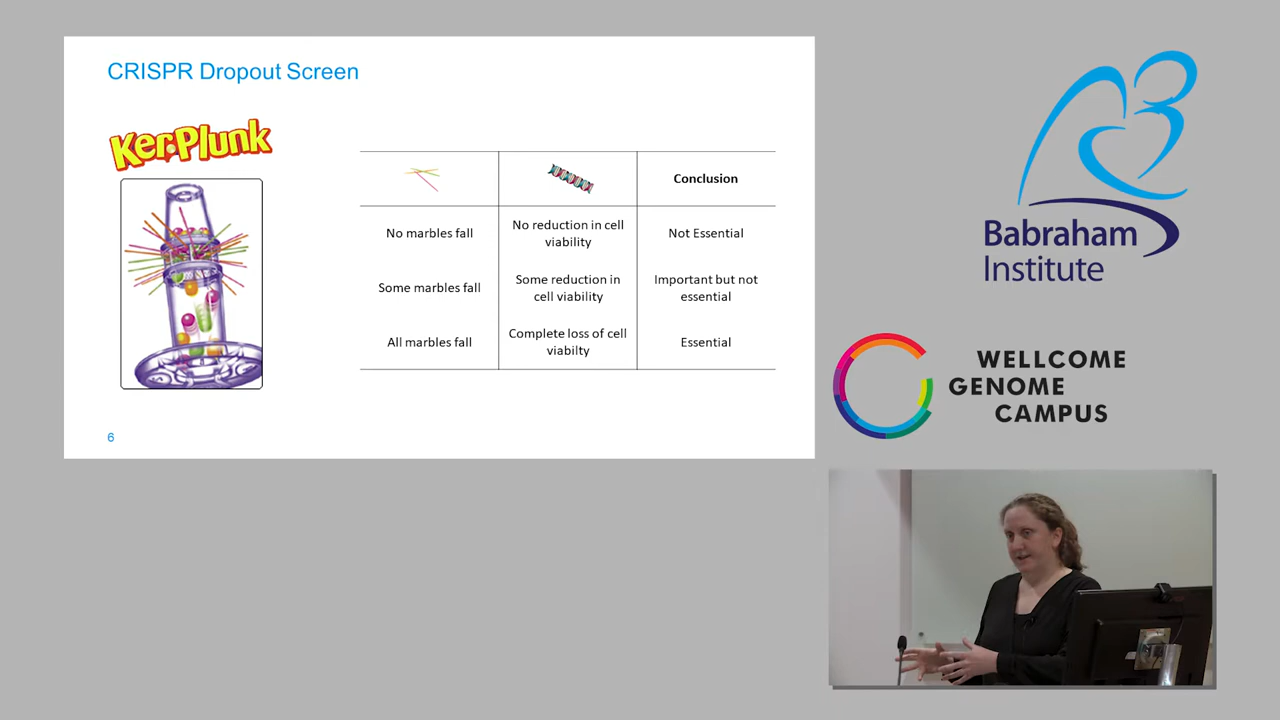 CRISPR Dropout Screen
KerPlunk
Conclusion
No marbles fall
No reduction in cell
viability
Not Essential
Some marbles fall
Some reduction in
cell viability
Important but not
essential
All marbles fall
Complete loss of cell
viabilty
Essential
6
Babraham
Institute
WELLCOME
GENOME
CAMPUS